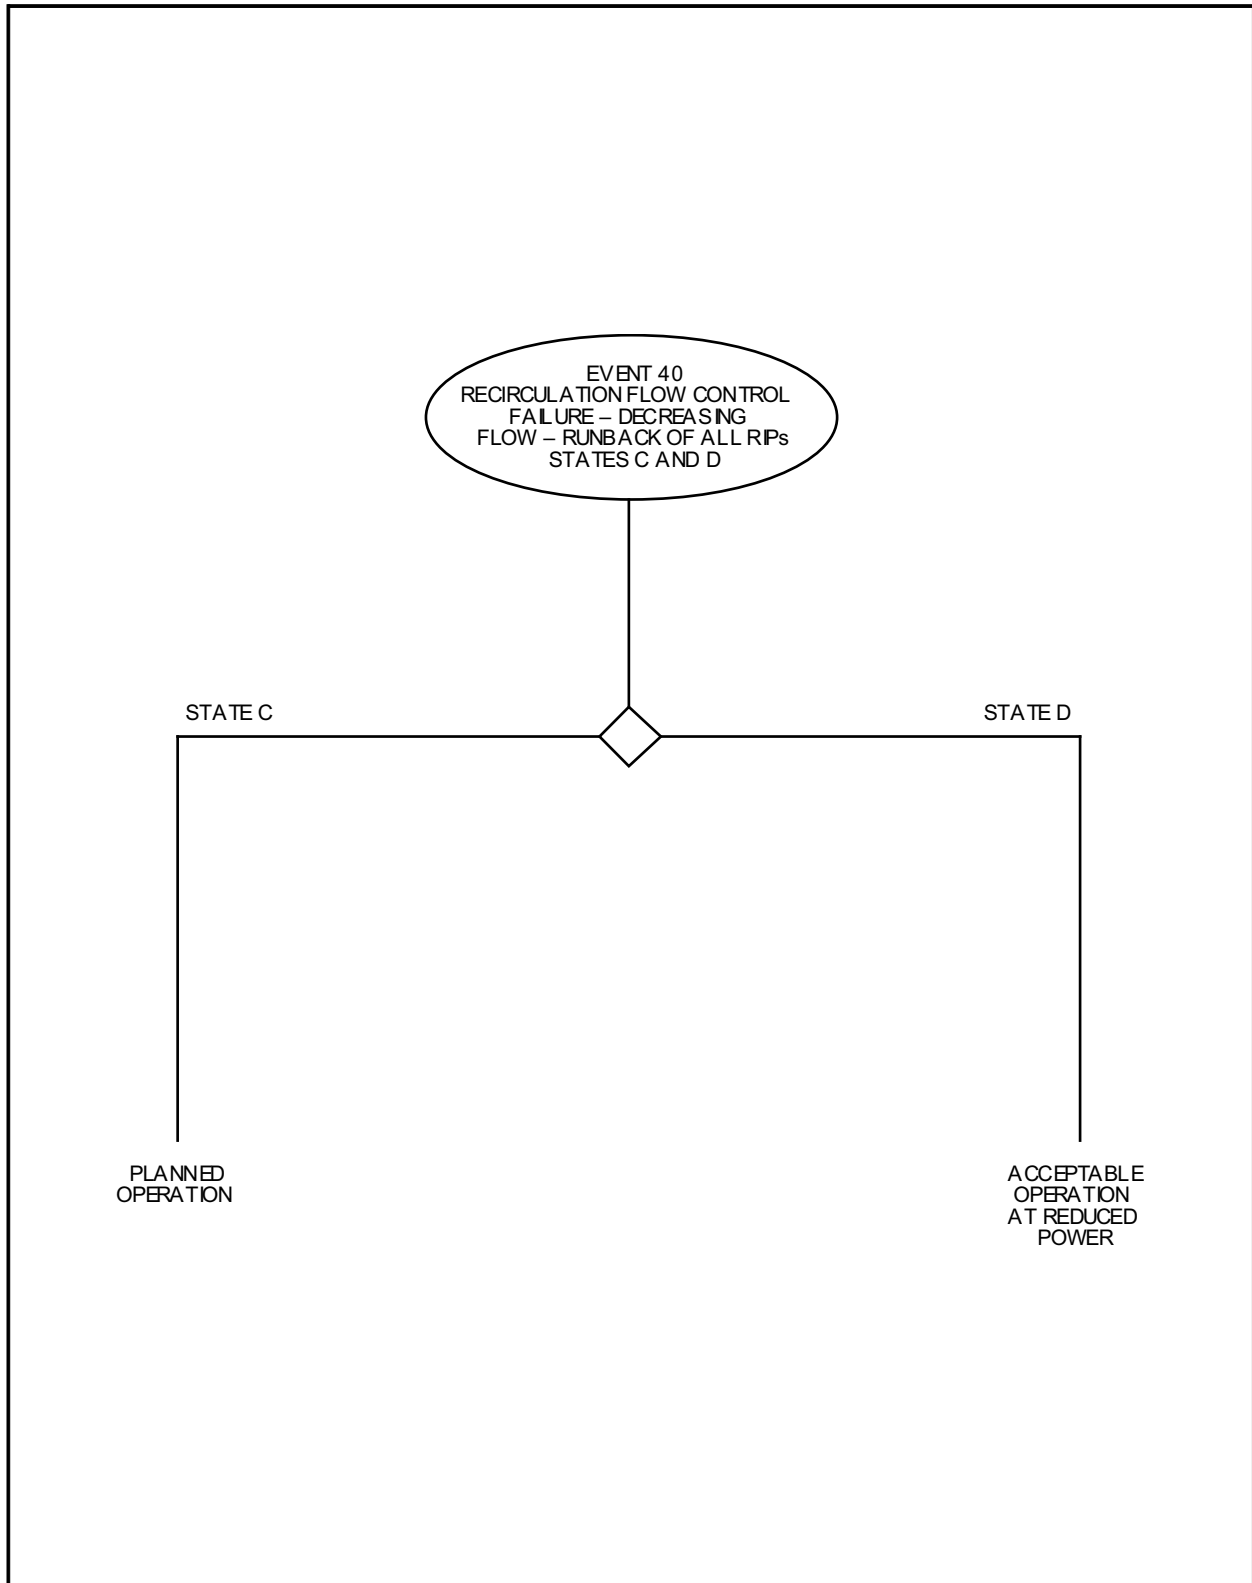 EVENT 40
RECIRCULATION FLOW CONTROL
FAILURE – DECREASING
FLOW – RUNBACK OF ALL RIPs
STATES C AND D
STATE C
STATE D
PLANNED
OPERATION
ACCEPTABLE
OPERATION
AT REDUCED
POWER